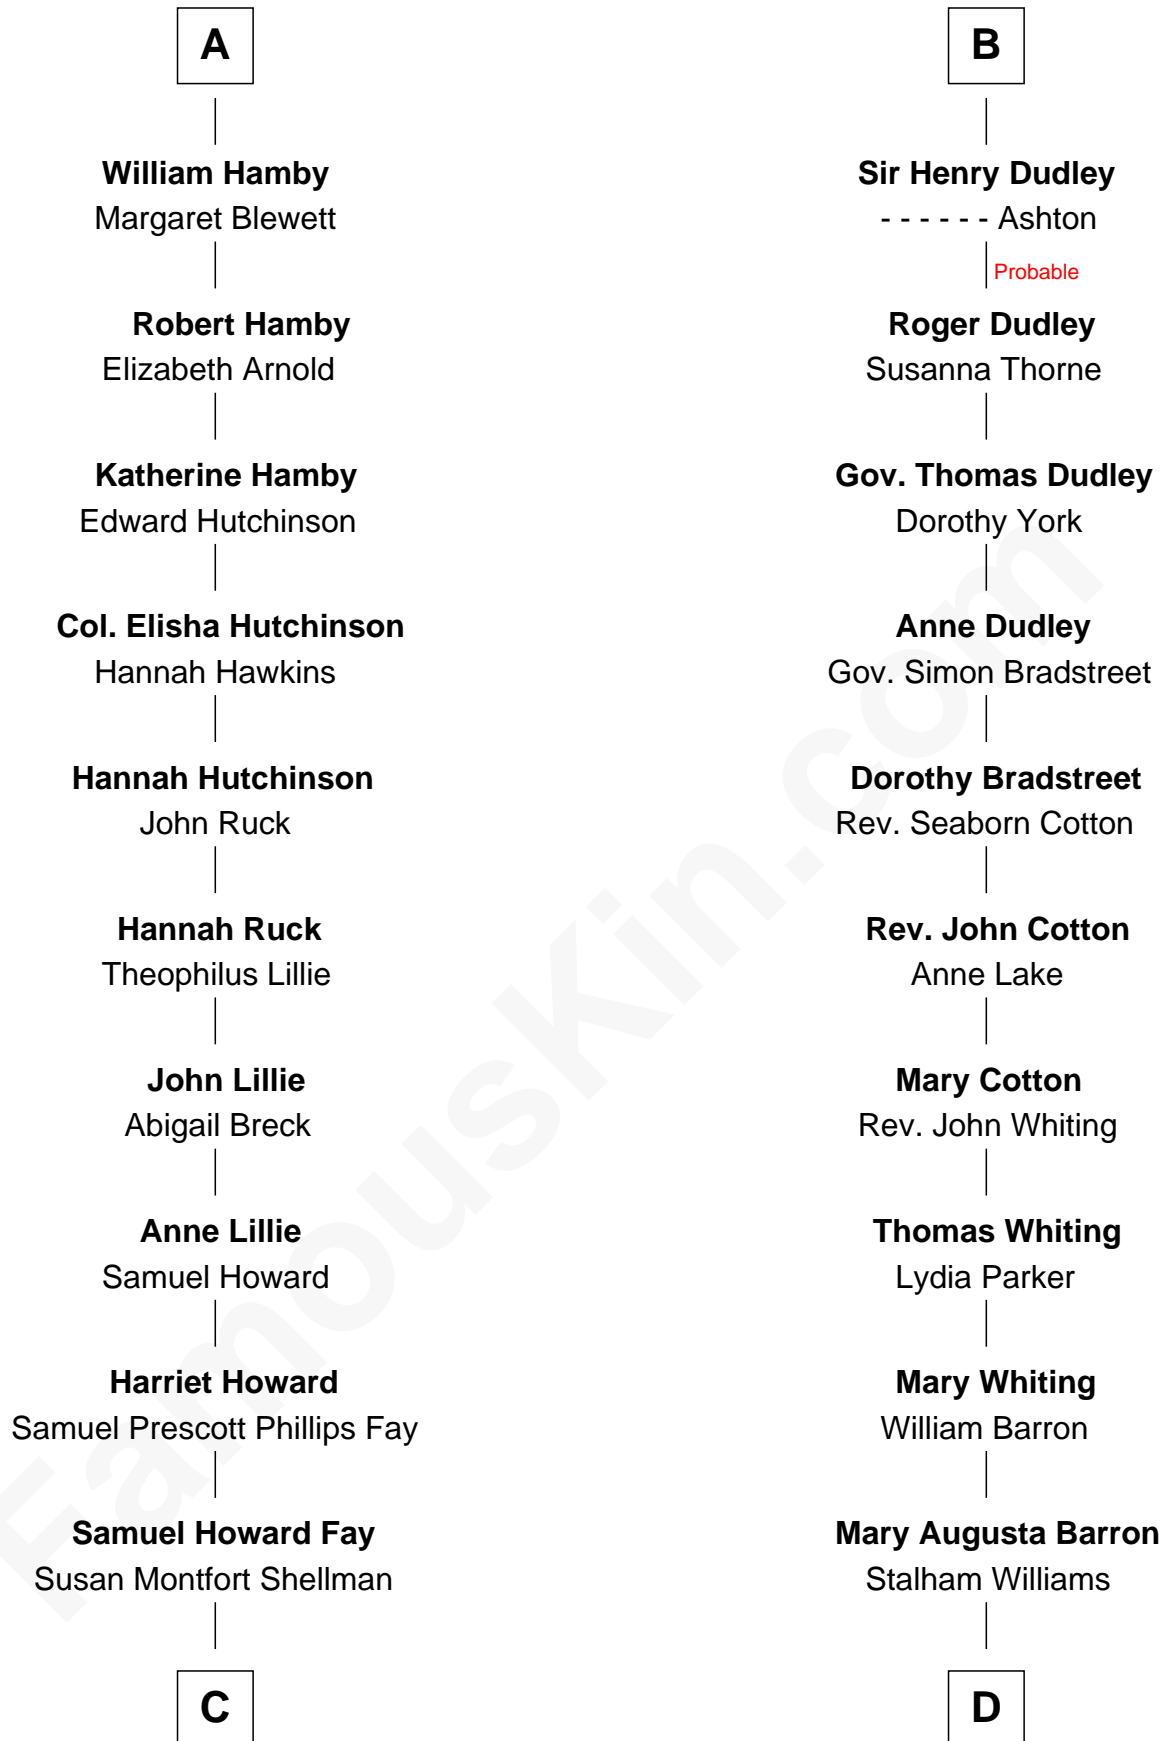 A
William Hamby
Margaret Blewett
Robert Hamby
Elizabeth Arnold
Katherine Hamby
Edward Hutchinson
Col. Elisha Hutchinson
Hannah Hawkins
Hannah Hutchinson
John Ruck
Hannah Ruck
Theophilus Lillie
John Lillie
Abigail Breck
Anne Lillie
Samuel Howard
Harriet Howard
Samuel Prescott Phillips Fay
Samuel Howard Fay
Susan Montfort Shellman
C
B
Sir Henry Dudley
- - - - - - Ashton
Probable
Roger Dudley
Susanna Thorne
Gov. Thomas Dudley
Dorothy York
Anne Dudley
Gov. Simon Bradstreet
Dorothy Bradstreet
Rev. Seaborn Cotton
Rev. John Cotton
Anne Lake
Mary Cotton
Rev. John Whiting
Thomas Whiting
Lydia Parker
Mary Whiting
William Barron
Mary Augusta Barron
Stalham Williams
D
FamousKin.com